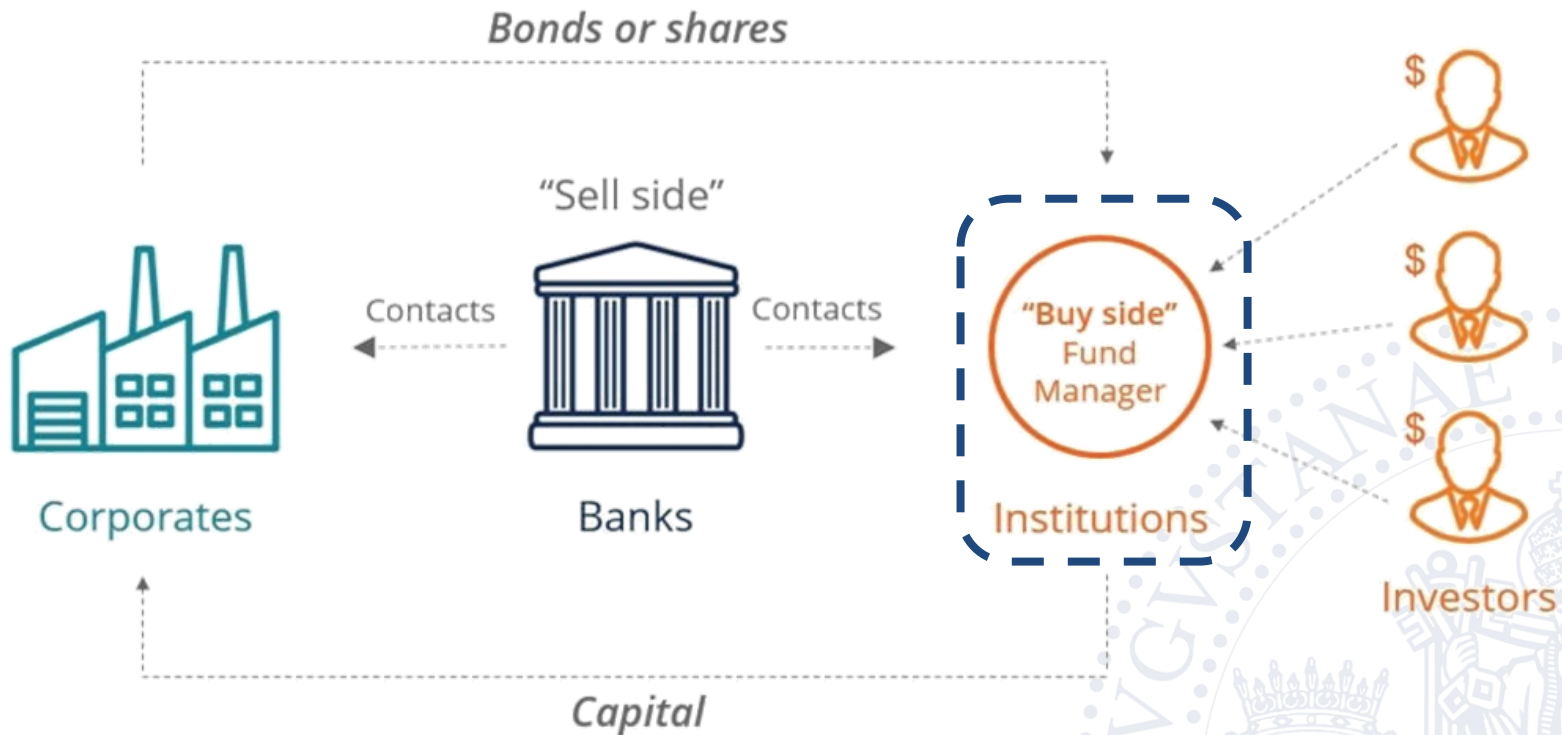 Bonds or shares
$
“Sell side”
$
Contacts
Contacts
“Buy side”
Fund
Manager
$
Corporates
Banks
Institutions
Investors
Capital